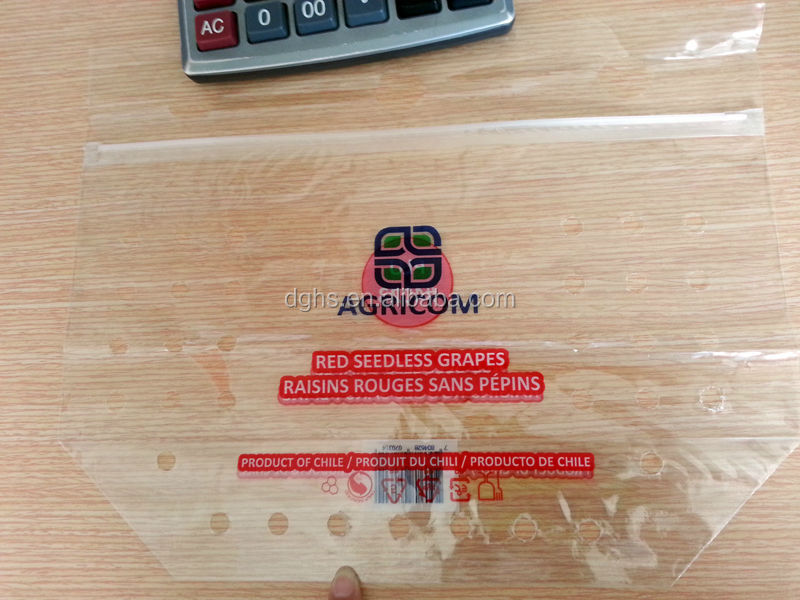 AC 0 00
AGRICOM
dghs.en.alibaba.com
RED SEEDLESS GRAPES
RAISINS ROUGES SANS PÉPINS
PRODUCT OF CHILE / PRODUIT DU CHILI / PRODUCTO DE CHILE